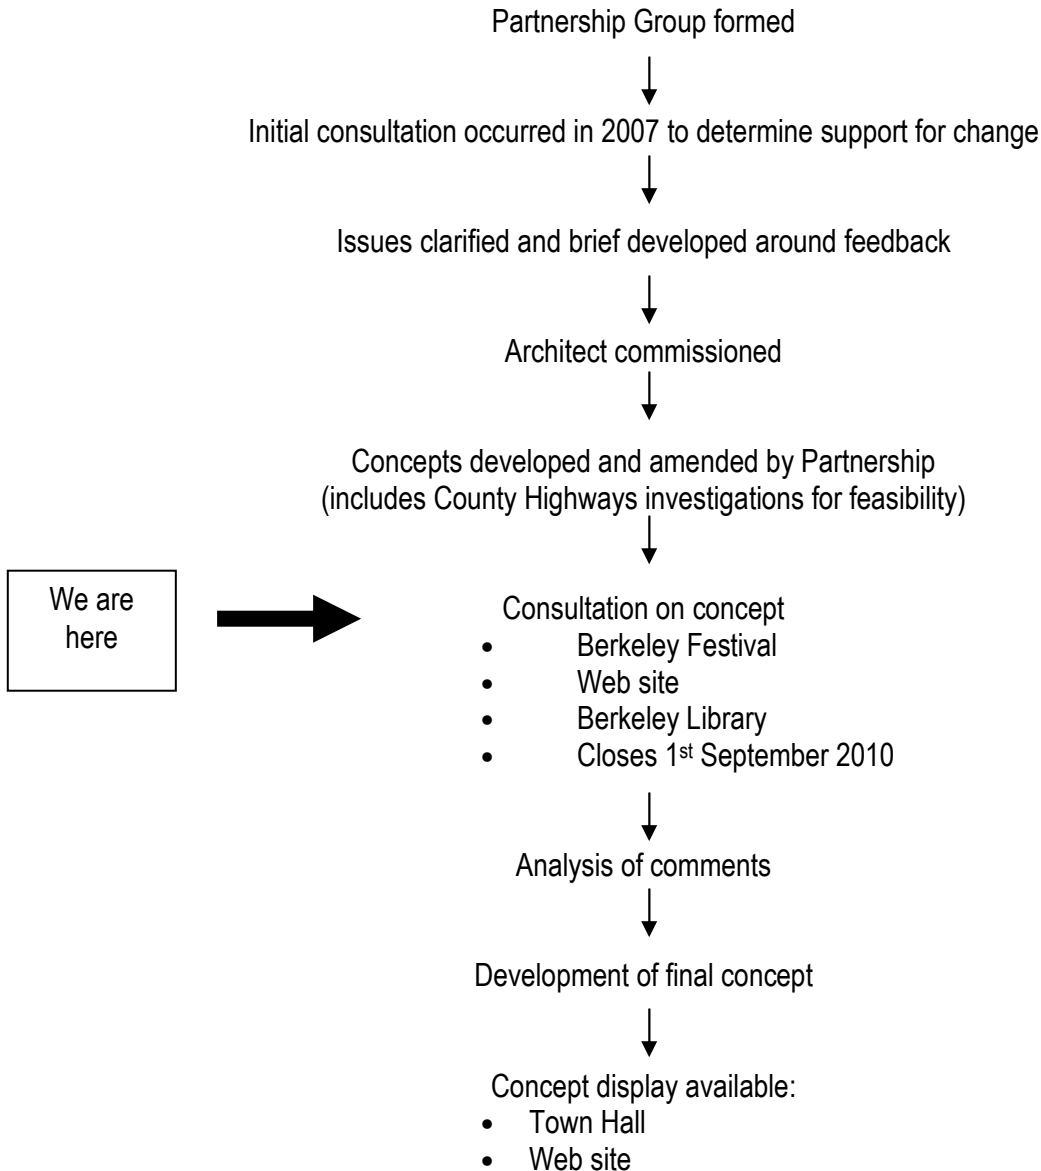 Partnership Group formed
Initial consultation occurred in 2007 to determine support for change
Issues clarified and brief developed around feedback
Architect commissioned
Concepts developed and amended by Partnership
(includes County Highways investigations for feasibility)
We are
here
Consultation on concept
• Berkeley Festival
• Web site
• Berkeley Library
• Closes 1st September 2010
Analysis of comments
Development of final concept
Concept display available:
• Town Hall
• Web site